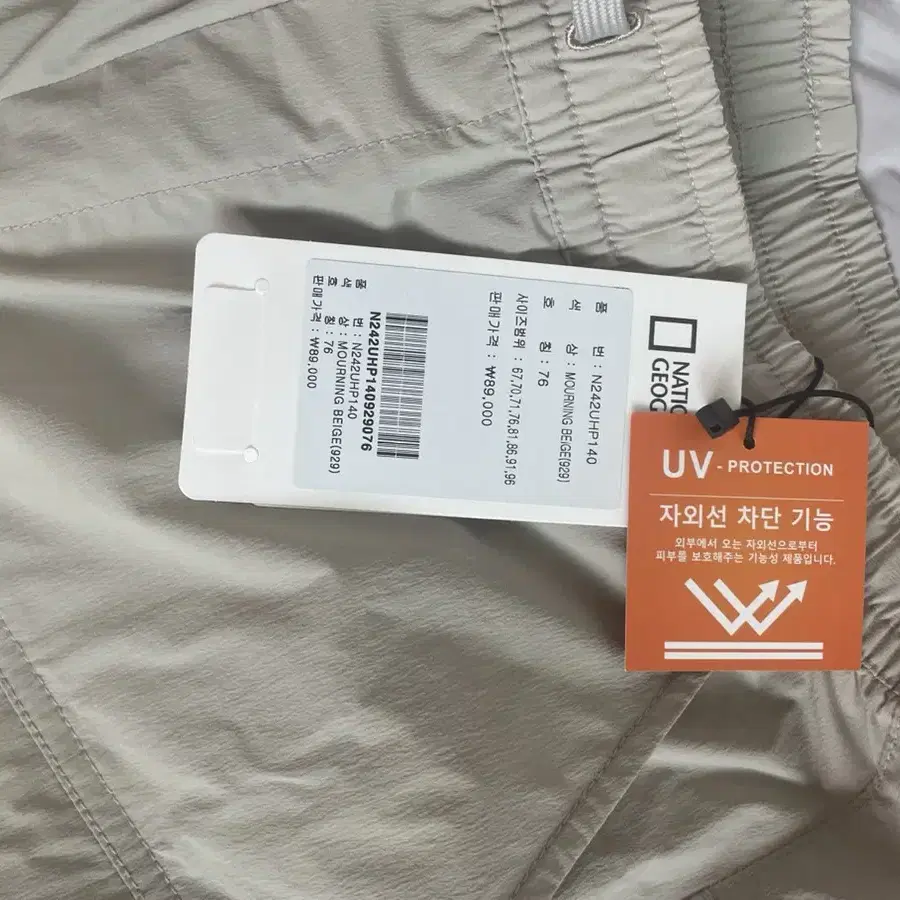 NATIO
GEOG
품 번 : N242UHP140
색 상 : MOURNING BEIGE(929)
호 칭 : 76
사이즈범위 : 67,70,71,76,81,86,91,96
판매가격 : ₩89,000
N242UHP140929076
품 번 : N242UHP140
색 상 : MOURNING BEIGE(929)
호 칭 : 76
판매가격 : ₩89,000
UV - PROTECTION
자외선 차단 기능
외부에서 오는 자외선으로부터
피부를 보호해주는 기능성 제품입니다.